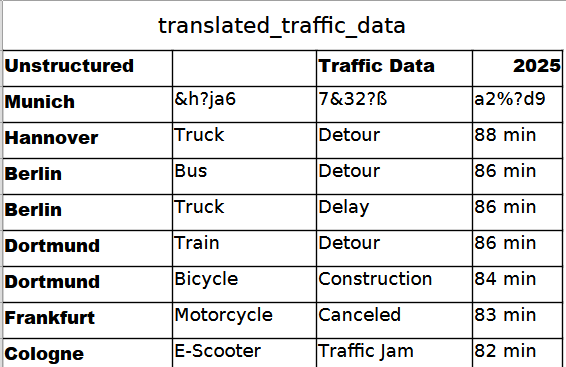 translated_traffic_data
Unstructured Traffic Data 2025
Munich &h?ja6 7&32?ß a2%?d9
Hannover Truck Detour 88 min
Berlin Bus Detour 86 min
Berlin Truck Delay 86 min
Dortmund Train Detour 86 min
Dortmund Bicycle Construction 84 min
Frankfurt Motorcycle Canceled 83 min
Cologne E-Scooter Traffic Jam 82 min